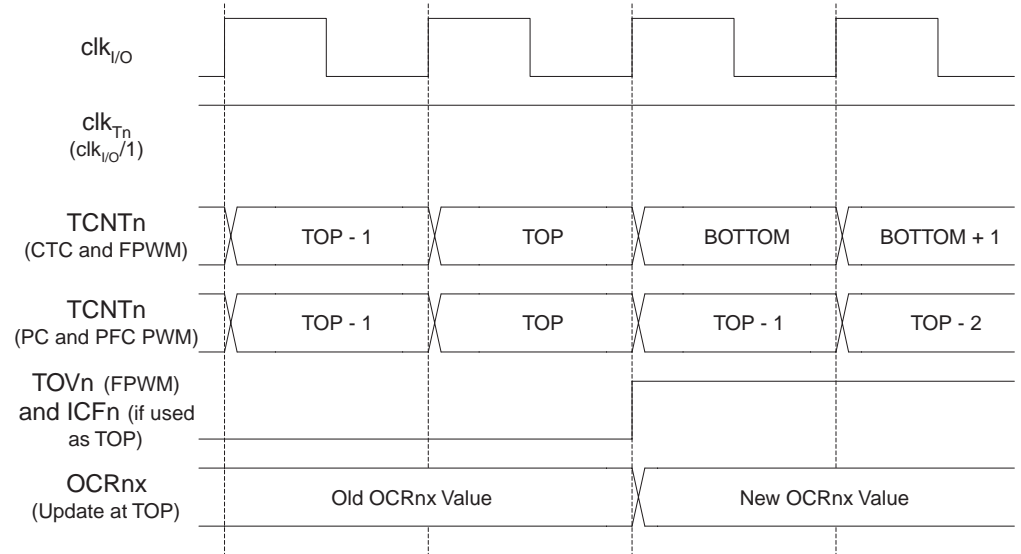 clkI/O
clkTn
(clkI/O/1)
TCNTn
(CTC and FPWM)
TOP - 1
TOP
BOTTOM
BOTTOM + 1
TCNTn
(PC and PFC PWM)
TOP - 1
TOP
TOP - 1
TOP - 2
TOVn (FPWM)
and ICFn (if used
as TOP)
OCRnx
(Update at TOP)
Old OCRnx Value
New OCRnx Value